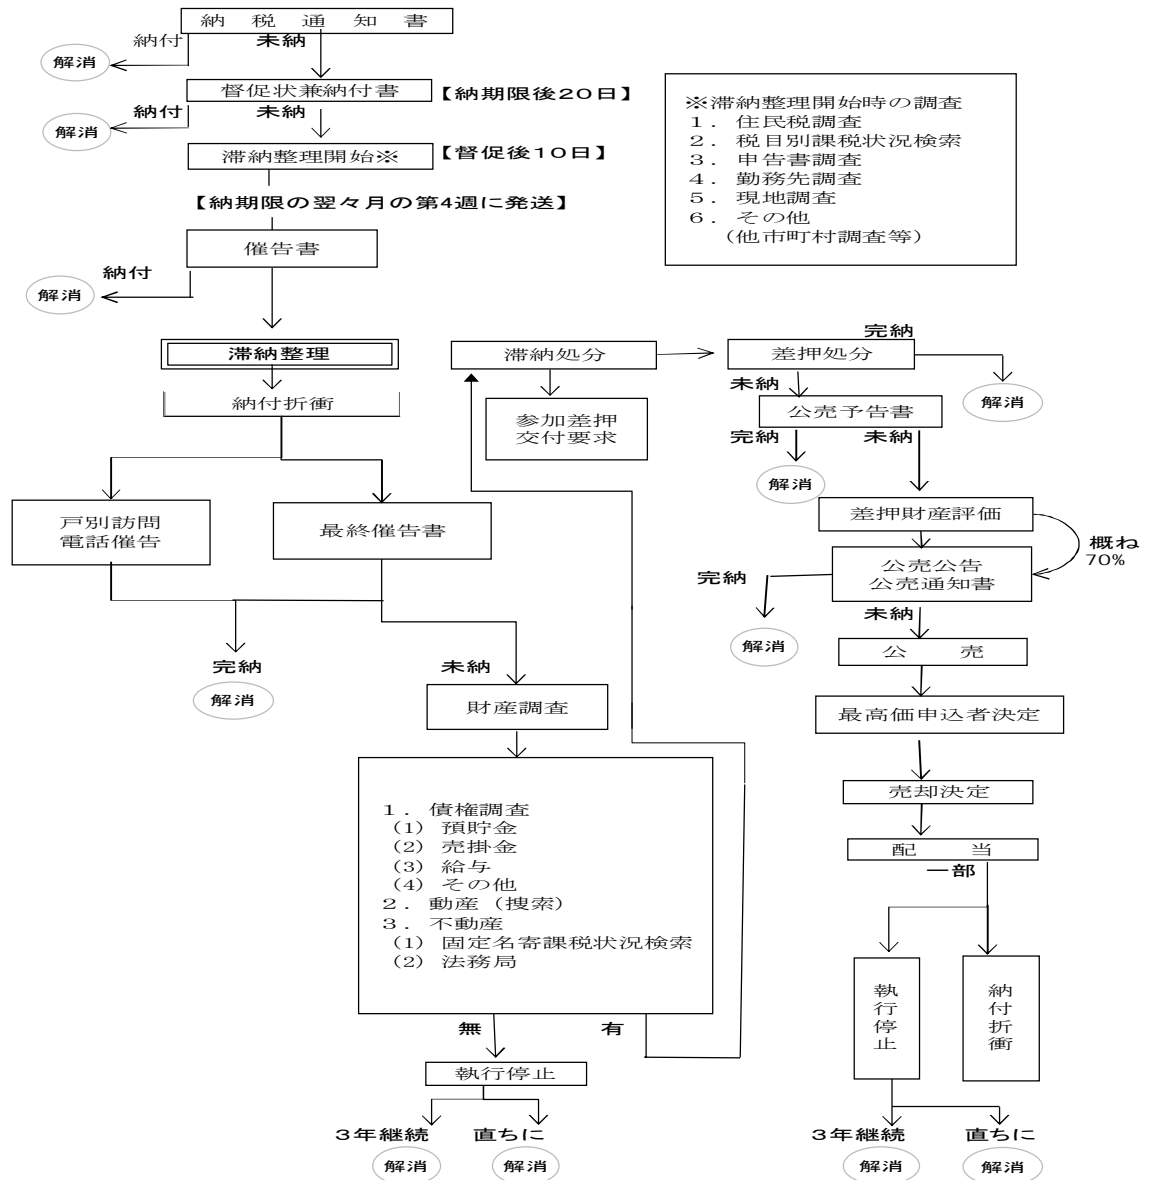 納税通知書
納付
未納
解消
督促状兼納付書
【納期限後20日】
納付
未納
解消
滞納整理開始※
【督促後10日】
【納期限の翌々月の第4週に発送】
催告書
納付
解消
※滞納整理開始時の調査
1. 住民税調査
2. 税目別課税状況検索
3. 申告書調査
4. 勤務先調査
5. 現地調査
6. その他
(他市町村調査等)
滞納整理
納付折衝
戸別訪問
電話催告
最終催告書
完納
解消
未納
財産調査
1. 債権調査
(1) 預貯金
(2) 売掛金
(3) 給与
(4) その他
2. 動産(捜索)
3. 不動産
(1) 固定名寄課税状況検索
(2) 法務局
無
有
執行停止
3年継続
直ちに
解消
解消
滞納処分
参加差押
交付要求
差押処分
完納
解消
未納
公売予告書
完納
未納
解消
差押財産評価
概ね
70%
公売公告
公売通知書
完納
解消
未納
公売
最高価申込者決定
売却決定
配当
一部
執行停止
納付折衝
3年継続
直ちに
解消
解消